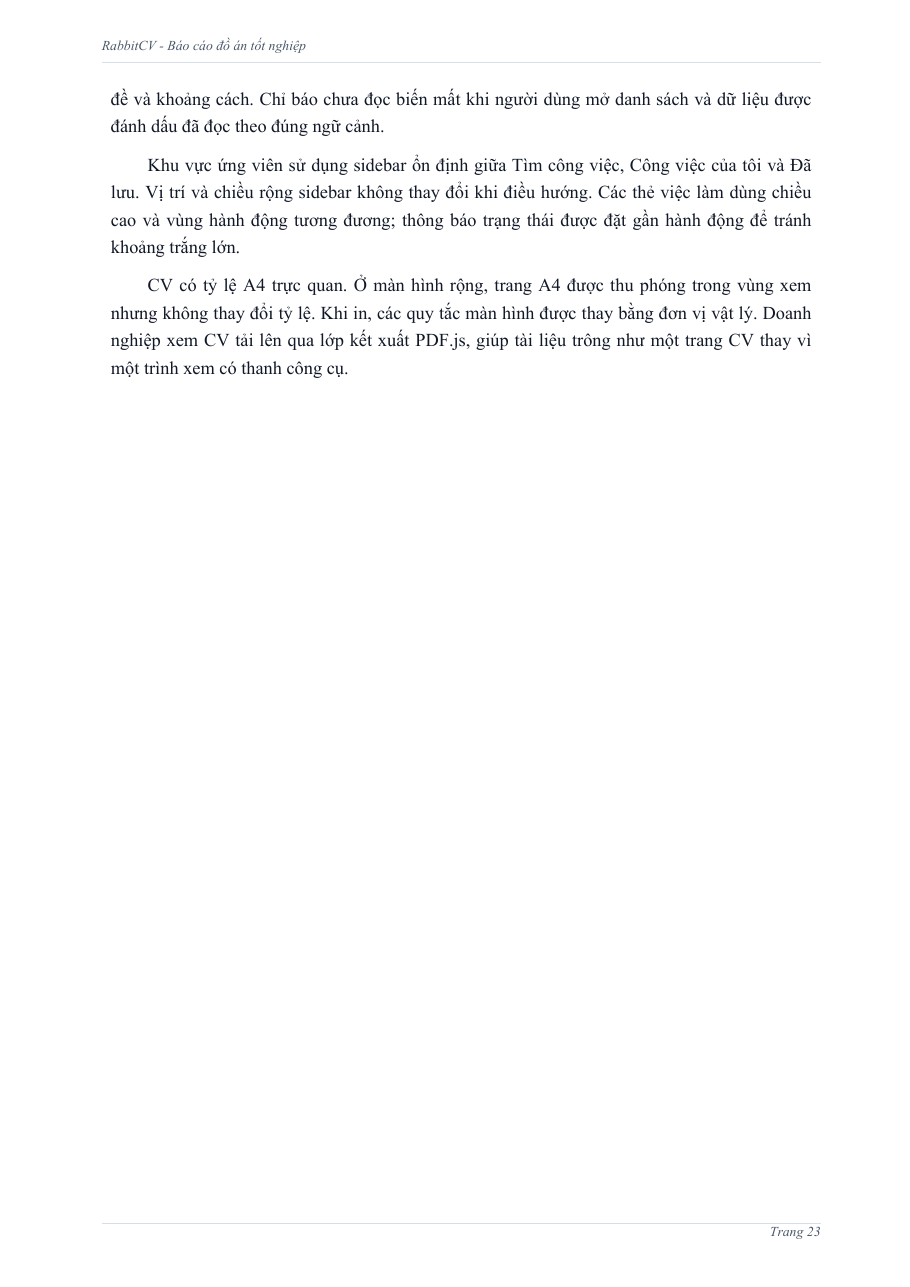 RabbitCV - Báo cáo đồ án tốt nghiệp
đề và khoảng cách. Chỉ báo chưa đọc biến mất khi người dùng mở danh sách và dữ liệu được
đánh dấu đã đọc theo đúng ngữ cảnh.
Khu vực ứng viên sử dụng sidebar ổn định giữa Tìm công việc, Công việc của tôi và Đã
lưu. Vị trí và chiều rộng sidebar không thay đổi khi điều hướng. Các thẻ việc làm dùng chiều
cao và vùng hành động tương đương; thông báo trạng thái được đặt gần hành động để tránh
khoảng trắng lớn.
CV có tỷ lệ A4 trực quan. Ở màn hình rộng, trang A4 được thu phóng trong vùng xem
nhưng không thay đổi tỷ lệ. Khi in, các quy tắc màn hình được thay bằng đơn vị vật lý. Doanh
nghiệp xem CV tải lên qua lớp kết xuất PDF.js, giúp tài liệu trông như một trang CV thay vì
một trình xem có thanh công cụ.
Trang 23